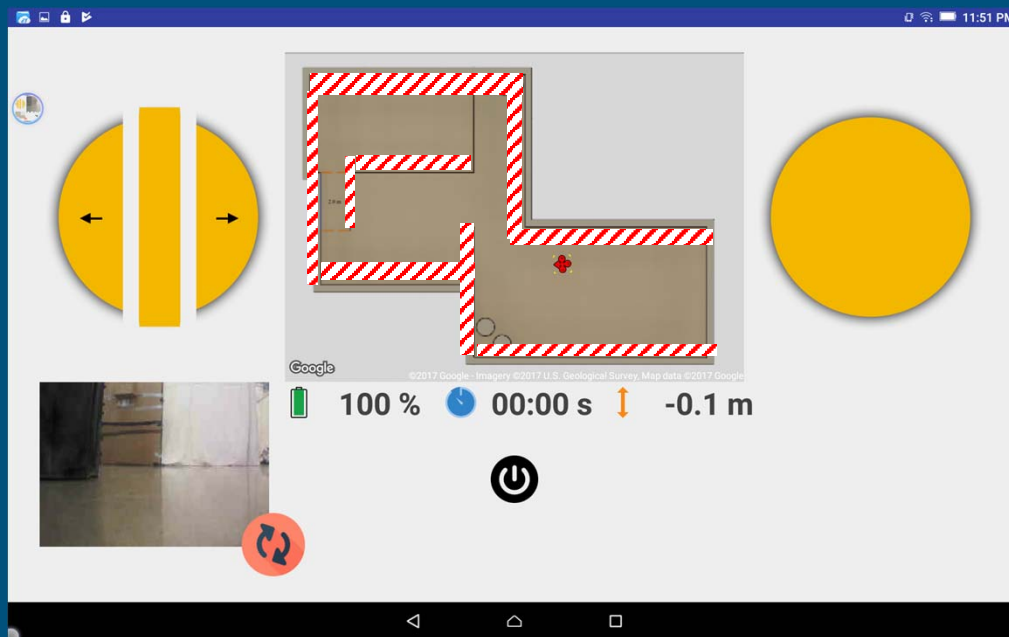 11:51 PM
Google
©2017 Google - Imagery ©2017 U.S. Geological Survey, Map data ©2017 Google
100 %
00:00 s
-0.1 m